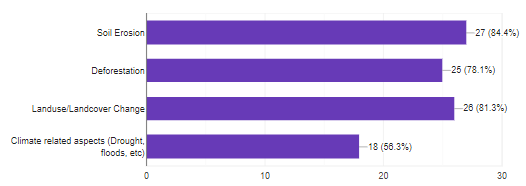 Soil Erosion
27 (84.4%)
Deforestation
25 (78.1%)
Landuse/Landcover Change
26 (81.3%)
Climate related aspects (Drought,
floods, etc)
18 (56.3%)
0
10
20
30